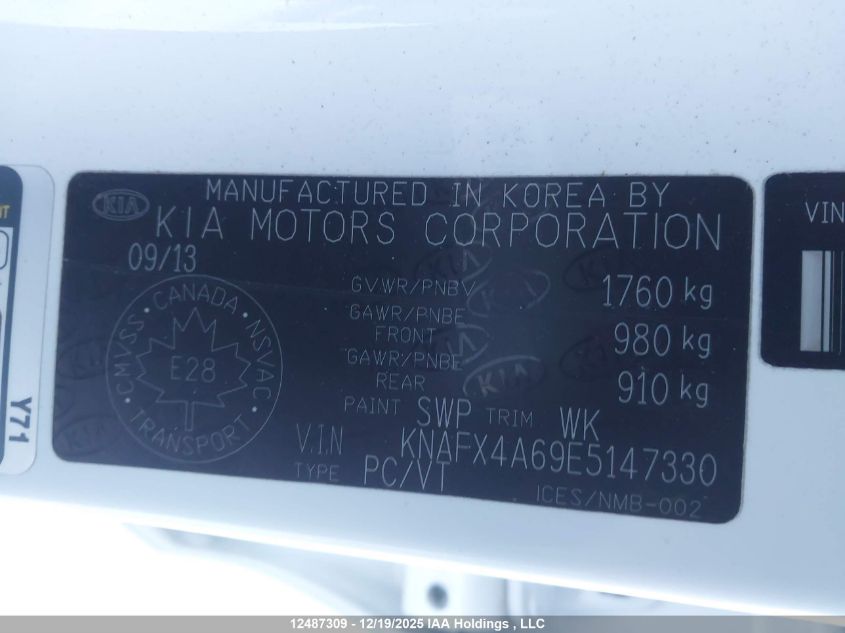 MANUFACTURED IN KOREA BY
KIA KIA MOTORS CORPORATION
09/13
GVWR/PNBV 1760 kg
GAWR/PNBE FRONT 980 kg
GAWR/PNBE REAR 910 kg
PAINT SWP TRIM WK
V.I.N KNAFX4A69E5147330
TYPE PC/VT
ICES/NMB-002
CANADA • NSVAC • TRANSPORT • CMVSS •
E28
Y71
VIN
12487309 - 12/19/2025 IAA Holdings , LLC